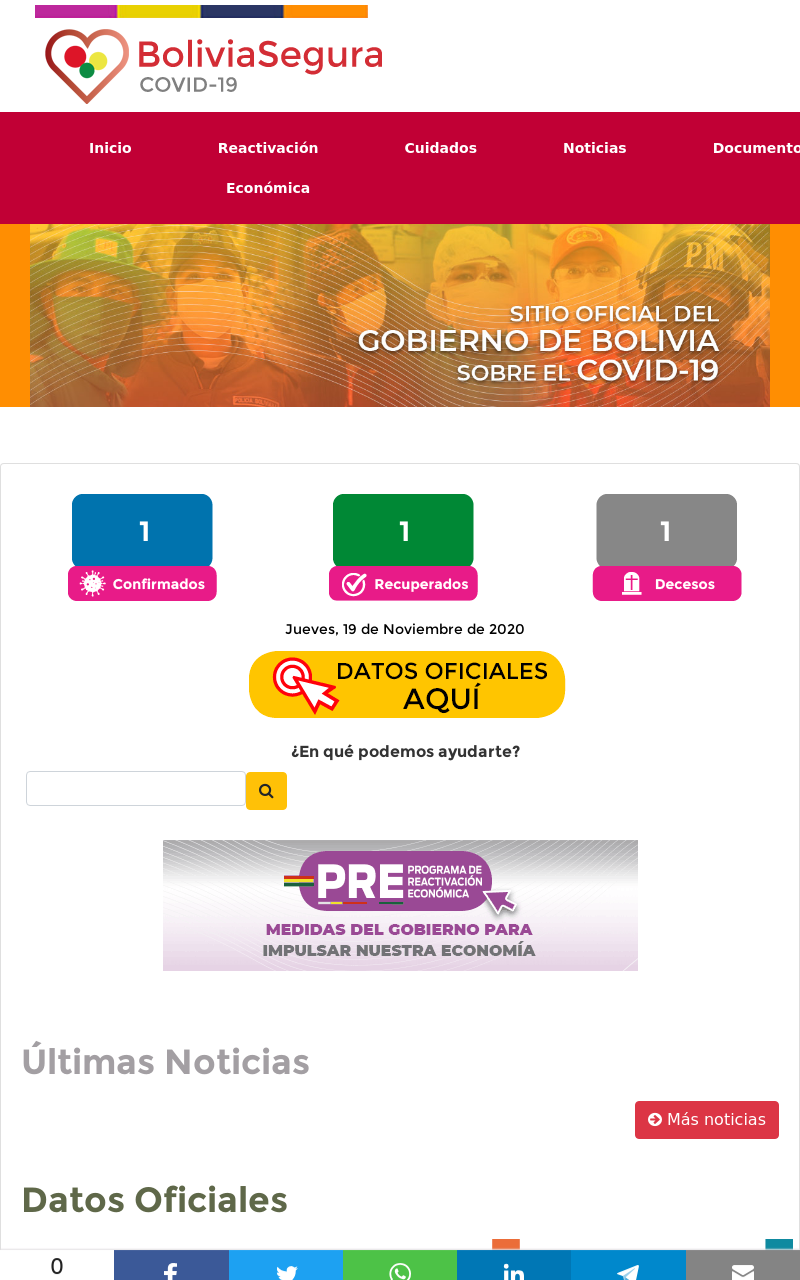 BoliviaSegura
COVID-19
Inicio
Reactivación
Económica
Cuidados
Noticias
Documento
PM
SITIO OFICIAL DEL
GOBIERNO DE BOLIVIA
SOBRE EL COVID-19
1
Confirmados
1
Recuperados
1
Decesos
Jueves, 19 de Noviembre de 2020
DATOS OFICIALES
AQUÍ
¿En qué podemos ayudarte?
PRE PROGRAMA DE
REACTIVACIÓN
ECONÓMICA
MEDIDAS DEL GOBIERNO PARA
IMPULSAR NUESTRA ECONOMÍA
Últimas Noticias
Más noticias
Datos Oficiales
0